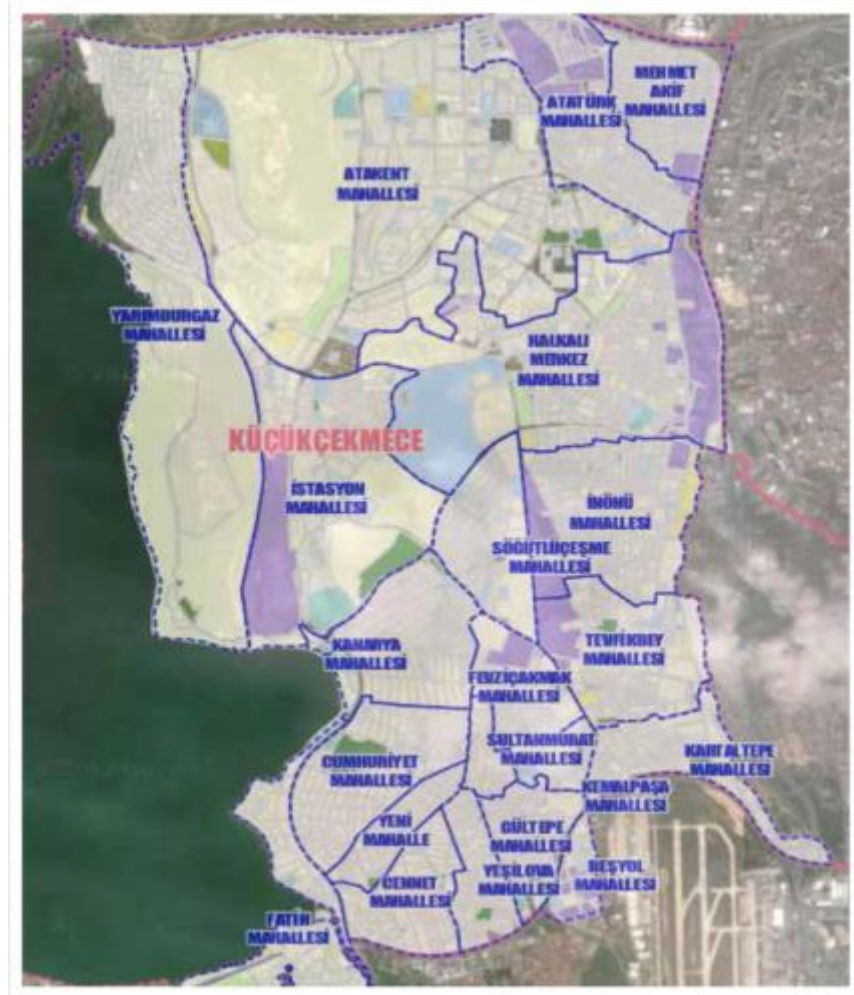 MEHMET
AKİF
MAHALLESİ
ATATÜRK
MAHALLESİ
ATAKENT
MAHALLESİ
YARIMBURGAZ
MAHALLESİ
HALKALI
MERKEZ
MAHALLESİ
KÜÇÜKÇEKMECE
İSTASYON
MAHALLESİ
İNÖNÜ
MAHALLESİ
SÖĞÜTLÜÇEŞME
MAHALLESİ
KANARYA
MAHALLESİ
TEVFİKBEY
MAHALLESİ
FEVZİÇAKMAK
MAHALLESİ
SULTANMURAT
MAHALLESİ
KARTALTEPE
MAHALLESİ
CUMHURİYET
MAHALLESİ
KEMALPAŞA
MAHALLESİ
YENİ
MAHALLE
GÜLTEPE
MAHALLESİ
CENNET
MAHALLESİ
YEŞİLOVA
MAHALLESİ
BEŞYOL
MAHALLESİ
FATİH
MAHALLESİ